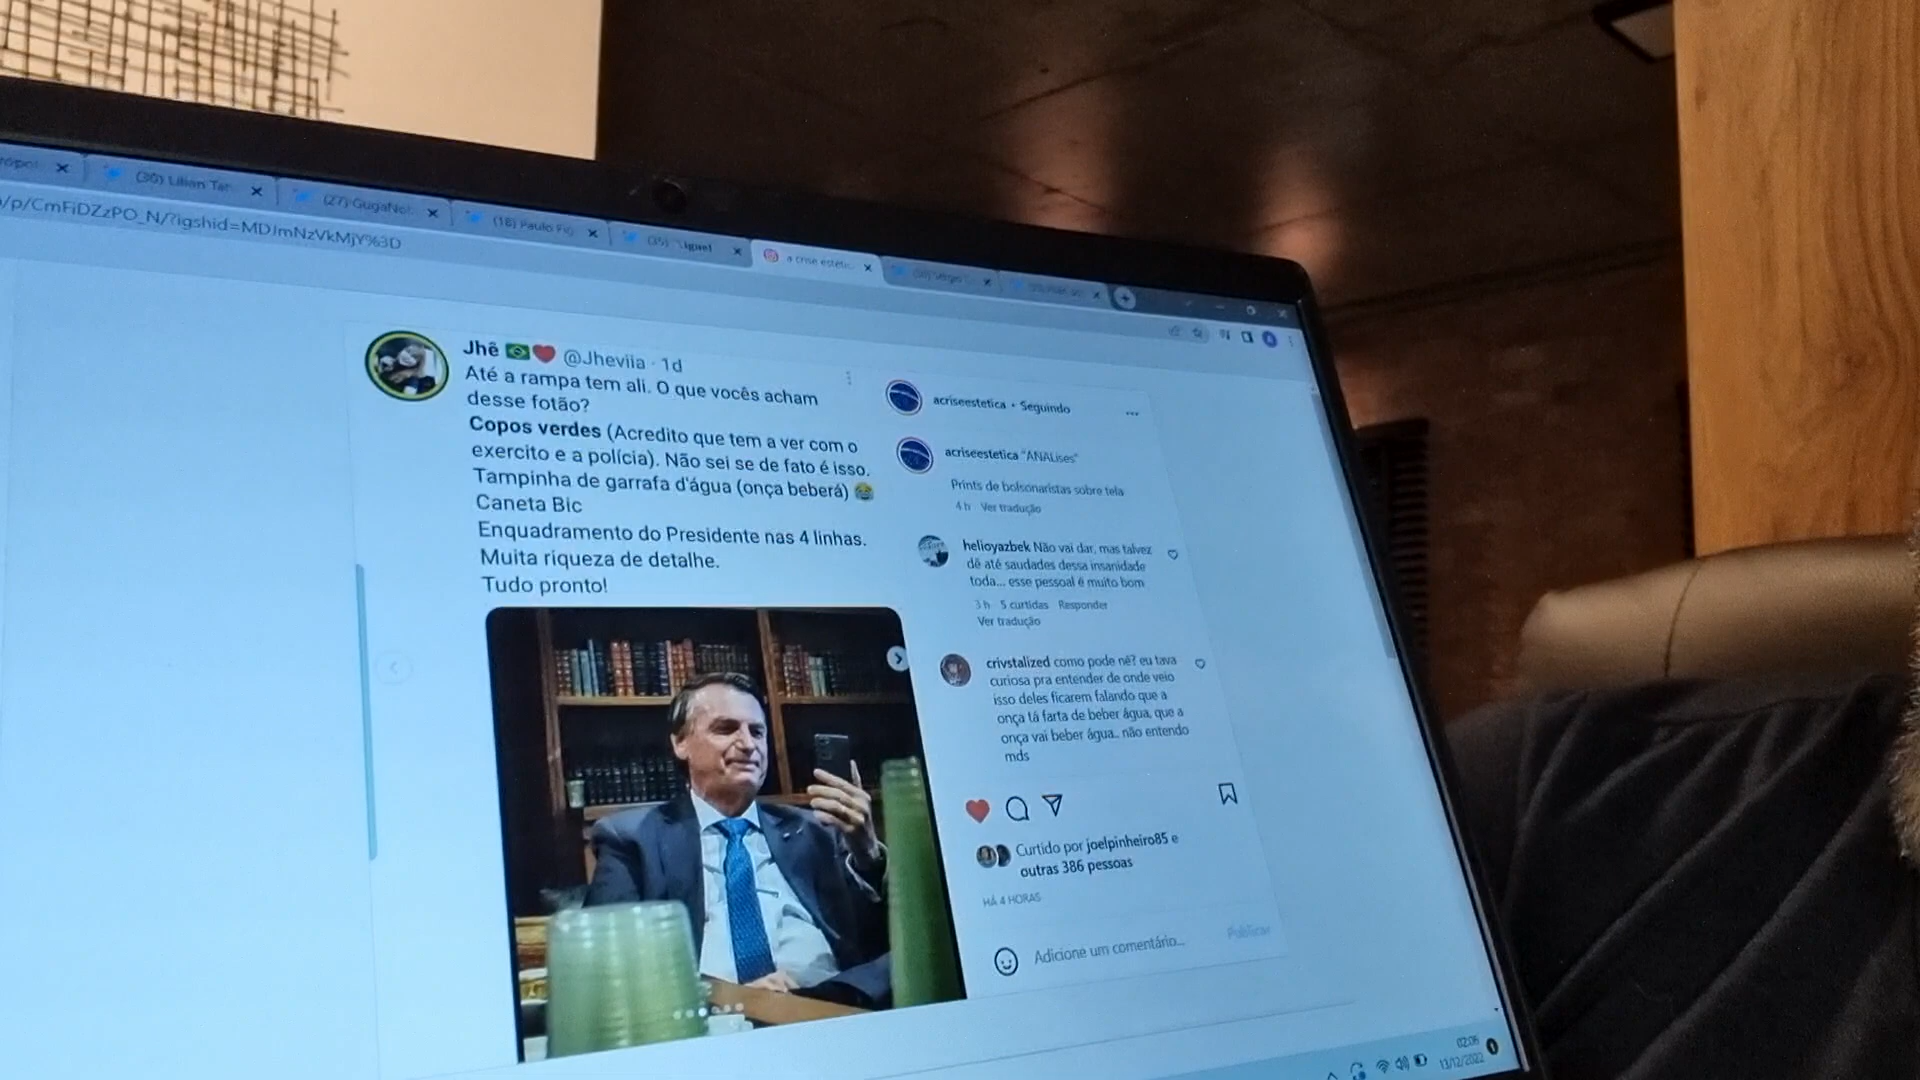 (30) Lilian Tar
(27) GugaNob
(18) Paulo Fig
a crise estétic...
/p/CmFiDZzPO_N/?igshid=MDJmNzVkMjY%3D
Jhê @Jheviia · 1d
Até a rampa tem ali. O que vocês acham
desse fotão?
Copos verdes (Acredito que tem a ver com o
exercito e a polícia). Não sei se de fato é isso.
Tampinha de garrafa d'água (onça beberá)
Caneta Bic
Enquadramento do Presidente nas 4 linhas.
Muita riqueza de detalhe.
Tudo pronto!
acriseestetica • Seguindo
acriseestetica "ANALises"
Prints de bolsonaristas sobre tela
4 h Ver tradução
helioyazbek Não vai dar, mas talvez
dê até saudades dessa insanidade
toda... esse pessoal é muito bom
3 h 5 curtidas Responder
Ver tradução
crivstalized como pode né? eu tava
curiosa pra entender de onde veio
isso deles ficarem falando que a
onça tá farta de beber água, que a
onça vai beber água.. não entendo
mds
Curtido por joelpinheiro85 e
outras 386 pessoas
HÁ 4 HORAS
Adicione um comentário...
Publicar
02:06
13/12/2022